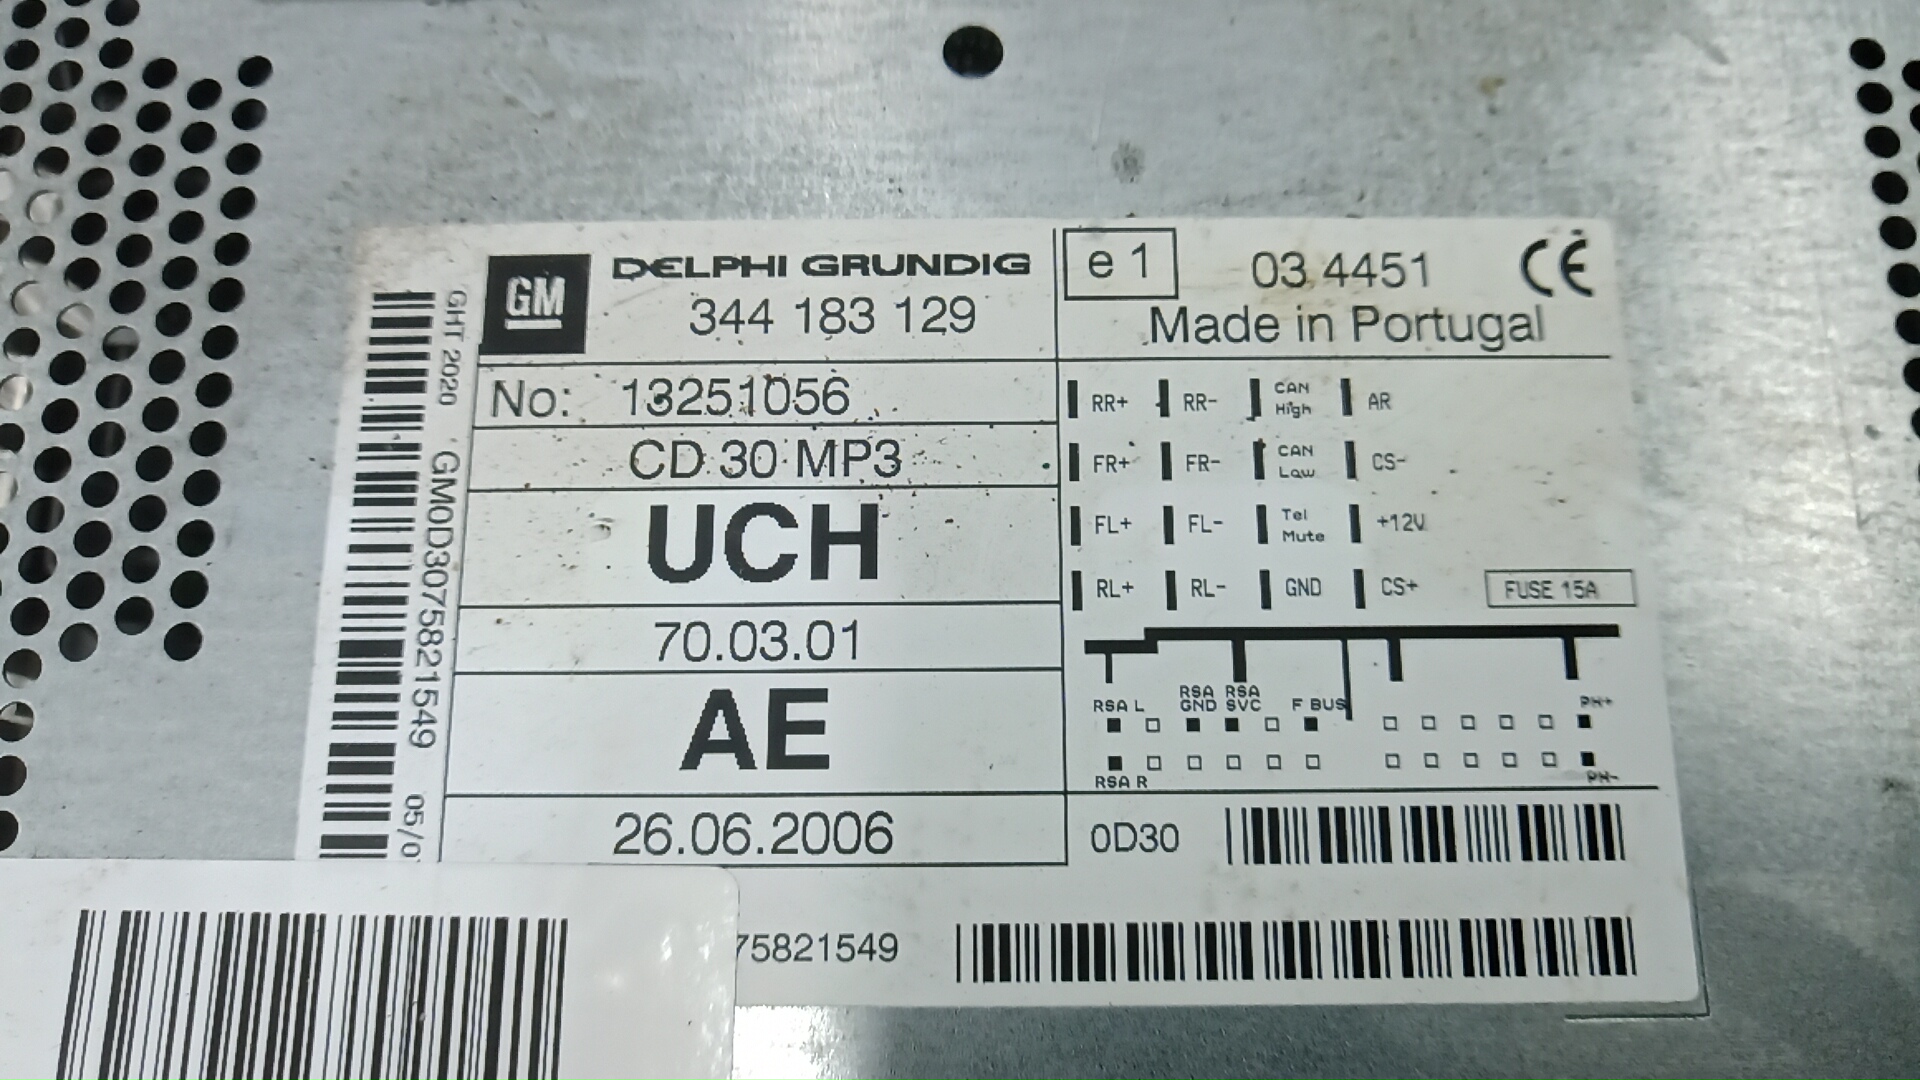 GM
DELPHI GRUNDIG
344 183 129
No: 13251056
CD 30 MP3
UCH
70.03.01
AE
26.06.2006
e 1
03 4451 CE
Made in Portugal
RR+ RR- CAN High AR
FR+ FR- CAN Low CS-
FL+ FL- Tel Mute +12V
RL+ RL- GND CS+ FUSE 15A
RSA RSA
RSA L GND SVC F BUS PH+
RSA R PH-
0D30
75821549
GHT 2020 GM0D3075821549 05/0